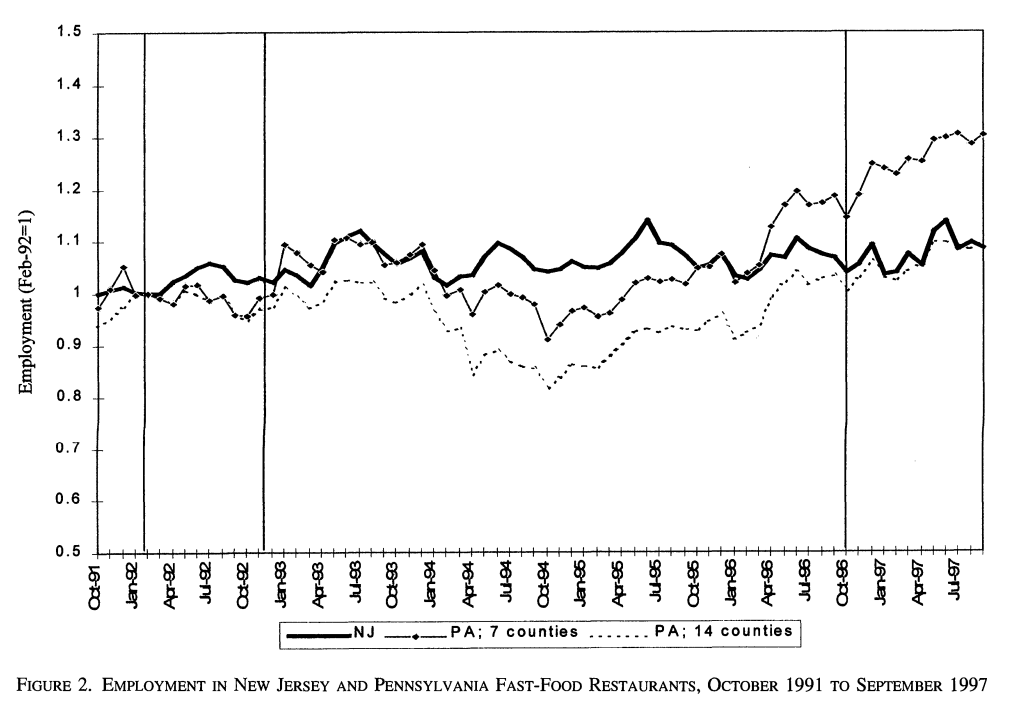 1.5
1.4
1.3
1.2
1.1
1
0.9
0.8
0.7
0.6
0.5
Employment (Feb-92=1)
Oct-91
Jan-92
Apr-92
Jul-92
Oct-92
Jan-93
Apr-93
Jul-93
Oct-93
Jan-94
Apr-94
Jul-94
Oct-94
Jan-95
Apr-95
Jul-95
Oct-95
Jan-96
Apr-96
Jul-96
Oct-96
Jan-97
Apr-97
Jul-97
NJ PA; 7 counties PA; 14 counties
FIGURE 2. EMPLOYMENT IN NEW JERSEY AND PENNSYLVANIA FAST-FOOD RESTAURANTS, OCTOBER 1991 TO SEPTEMBER 1997